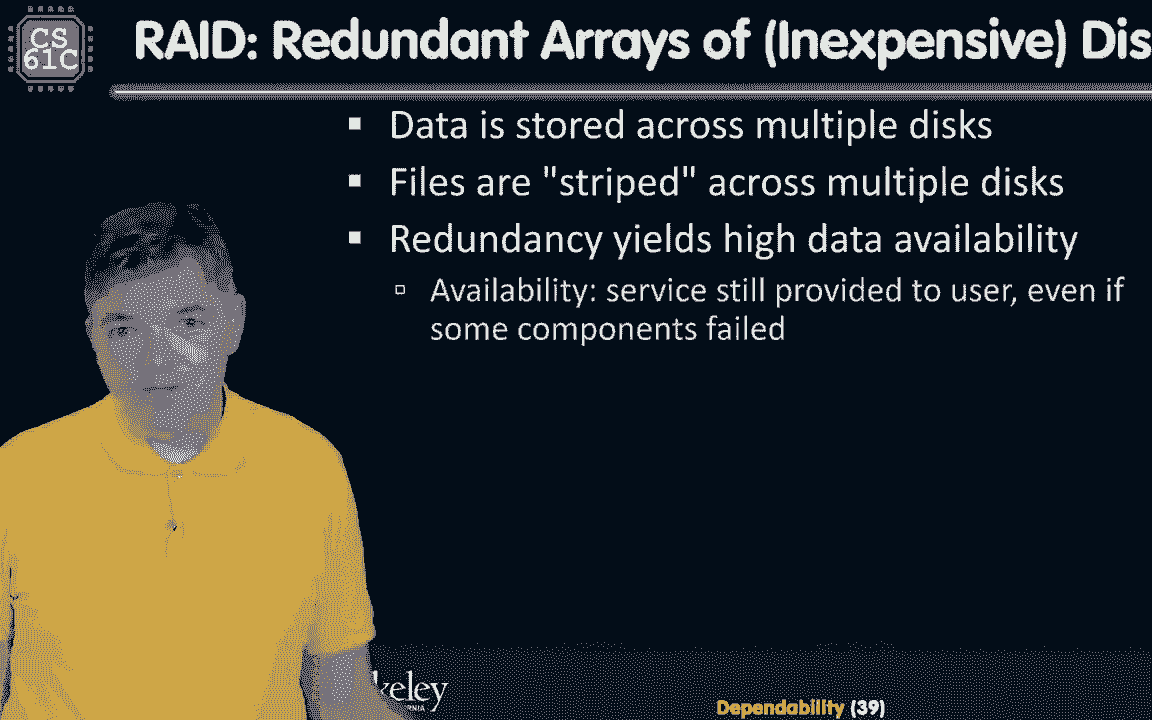 CS
61C
RAID: Redundant Arrays of (Inexpensive) Dis
Data is stored across multiple disks
Files are "striped" across multiple disks
Redundancy yields high data availability
Availability: service still provided to user, even if
some components failed
keley
RNIA
Dependability (39)